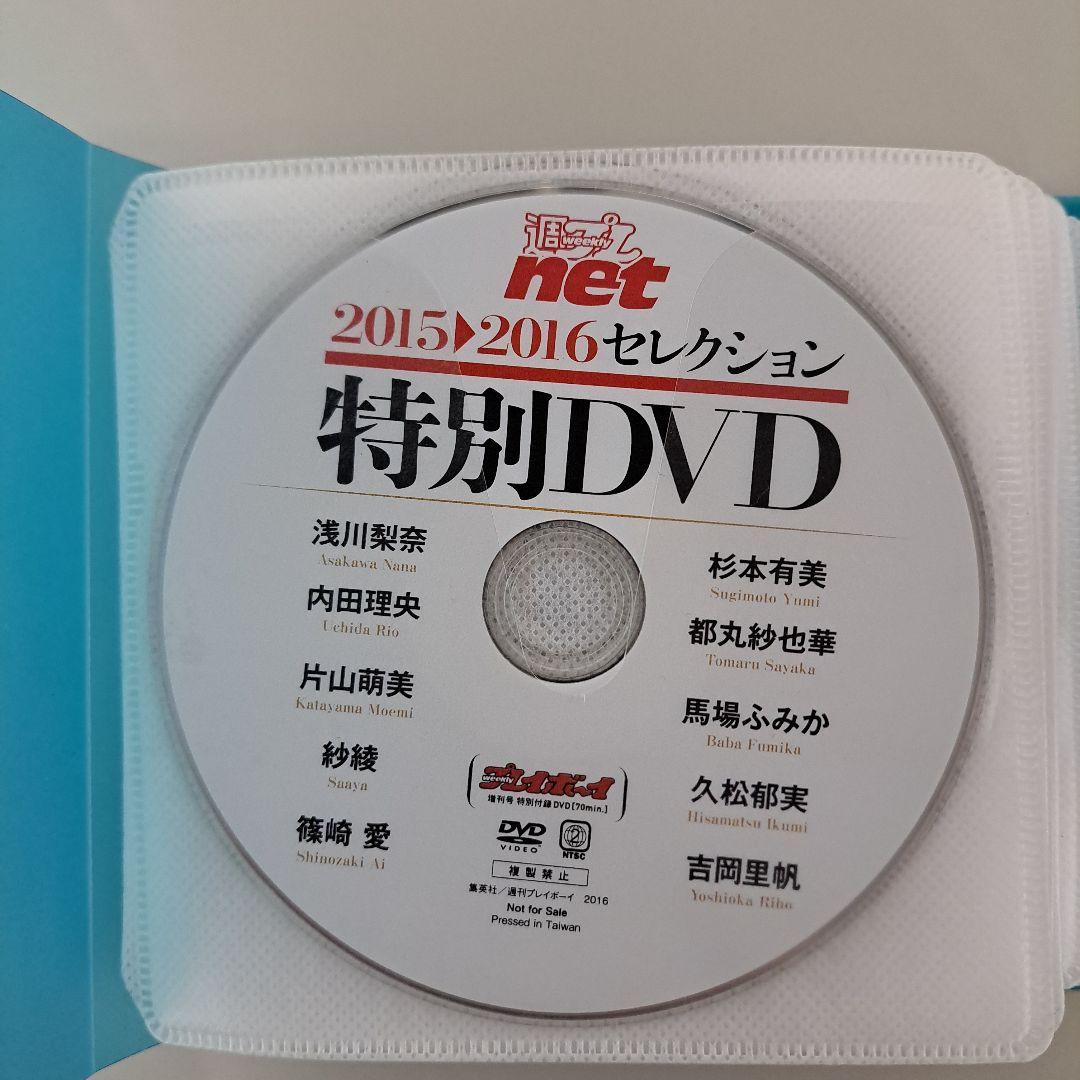 週プレ
weekly
net
2015▶2016セレクション
特別DVD
浅川梨奈
Asakawa Nana
内田理央
Uchida Rio
片山萌美
Katayama Moemi
紗綾
Saaya
篠崎 愛
Shinozaki Ai
杉本有美
Sugimoto Yumi
都丸紗也華
Tomaru Sayaka
馬場ふみか
Baba Fumika
久松郁実
Hisamatsu Ikumi
吉岡里帆
Yoshioka Riho
weekly
プレイボーイ
増刊号 特別付録DVD[70min.]
DVD
VIDEO
2
NTSC
複製禁止
集英社/週刊プレイボーイ 2016
Not for Sale
Pressed in Taiwan